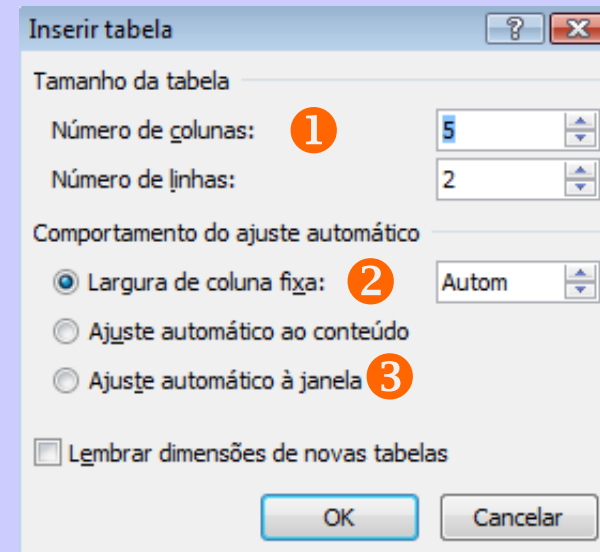 Inserir tabela ?
Tamanho da tabela
Número de colunas: 1 5
Número de linhas: 2
Comportamento do ajuste automático
Largura de coluna fixa: 2 Autom
Ajuste automático ao conteúdo
Ajuste automático à janela 3
Lembrar dimensões de novas tabelas
OK Cancelar